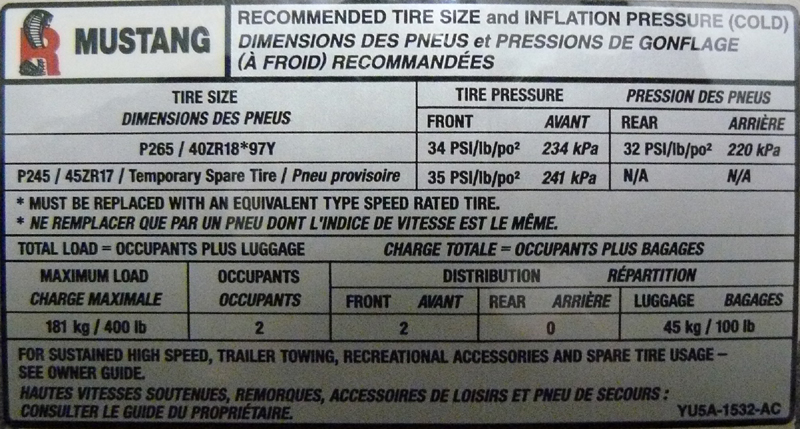 R MUSTANG
RECOMMENDED TIRE SIZE and INFLATION PRESSURE (COLD)
DIMENSIONS DES PNEUS et PRESSIONS DE GONFLAGE
(À FROID) RECOMMANDÉES
TIRE SIZE
DIMENSIONS DES PNEUS
TIRE PRESSURE PRESSION DES PNEUS
FRONT AVANT REAR ARRIÈRE
P265 / 40ZR18*97Y 34 PSI/lb/po² 234 kPa 32 PSI/lb/po² 220 kPa
P245 / 45ZR17 / Temporary Spare Tire / Pneu provisoire 35 PSI/lb/po² 241 kPa N/A N/A
* MUST BE REPLACED WITH AN EQUIVALENT TYPE SPEED RATED TIRE.
* NE REMPLACER QUE PAR UN PNEU DONT L'INDICE DE VITESSE EST LE MÊME.
TOTAL LOAD = OCCUPANTS PLUS LUGGAGE CHARGE TOTALE = OCCUPANTS PLUS BAGAGES
MAXIMUM LOAD OCCUPANTS DISTRIBUTION RÉPARTITION
CHARGE MAXIMALE OCCUPANTS FRONT AVANT REAR ARRIÈRE LUGGAGE BAGAGES
181 kg / 400 lb 2 2 0 45 kg / 100 lb
FOR SUSTAINED HIGH SPEED, TRAILER TOWING, RECREATIONAL ACCESSORIES AND SPARE TIRE USAGE –
SEE OWNER GUIDE.
HAUTES VITESSES SOUTENUES, REMORQUES, ACCESSOIRES DE LOISIRS ET PNEU DE SECOURS :
CONSULTER LE GUIDE DU PROPRIÉTAIRE. YU5A-1532-AC